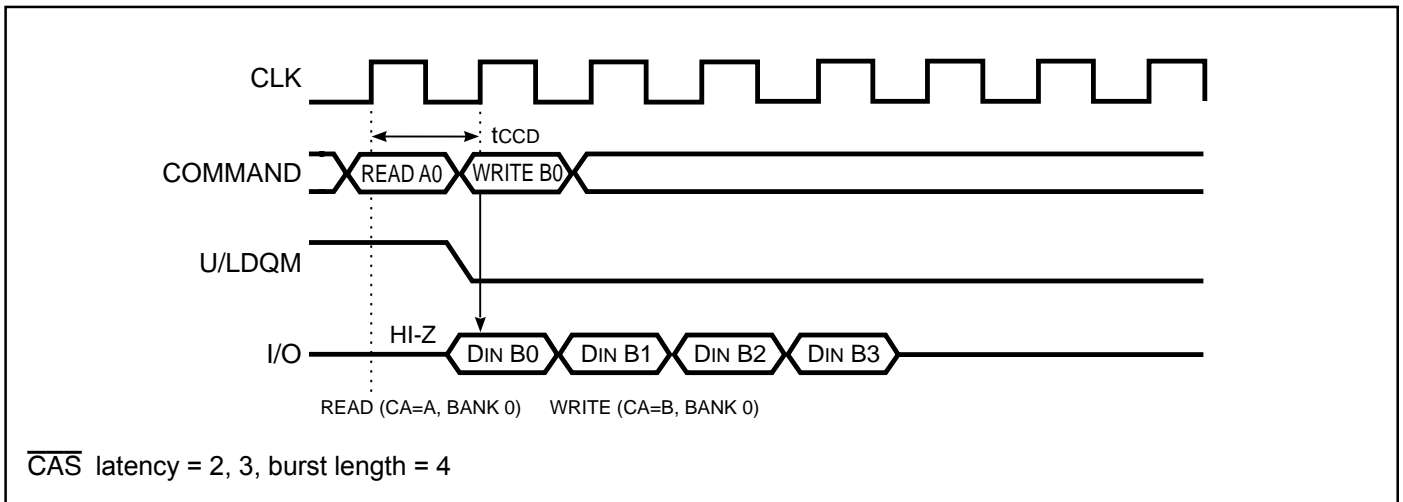 CLK
tCCD
COMMAND READ A0 WRITE B0
U/LDQM
HI-Z
I/O DIN B0 DIN B1 DIN B2 DIN B3
READ (CA=A, BANK 0) WRITE (CA=B, BANK 0)
CAS latency = 2, 3, burst length = 4